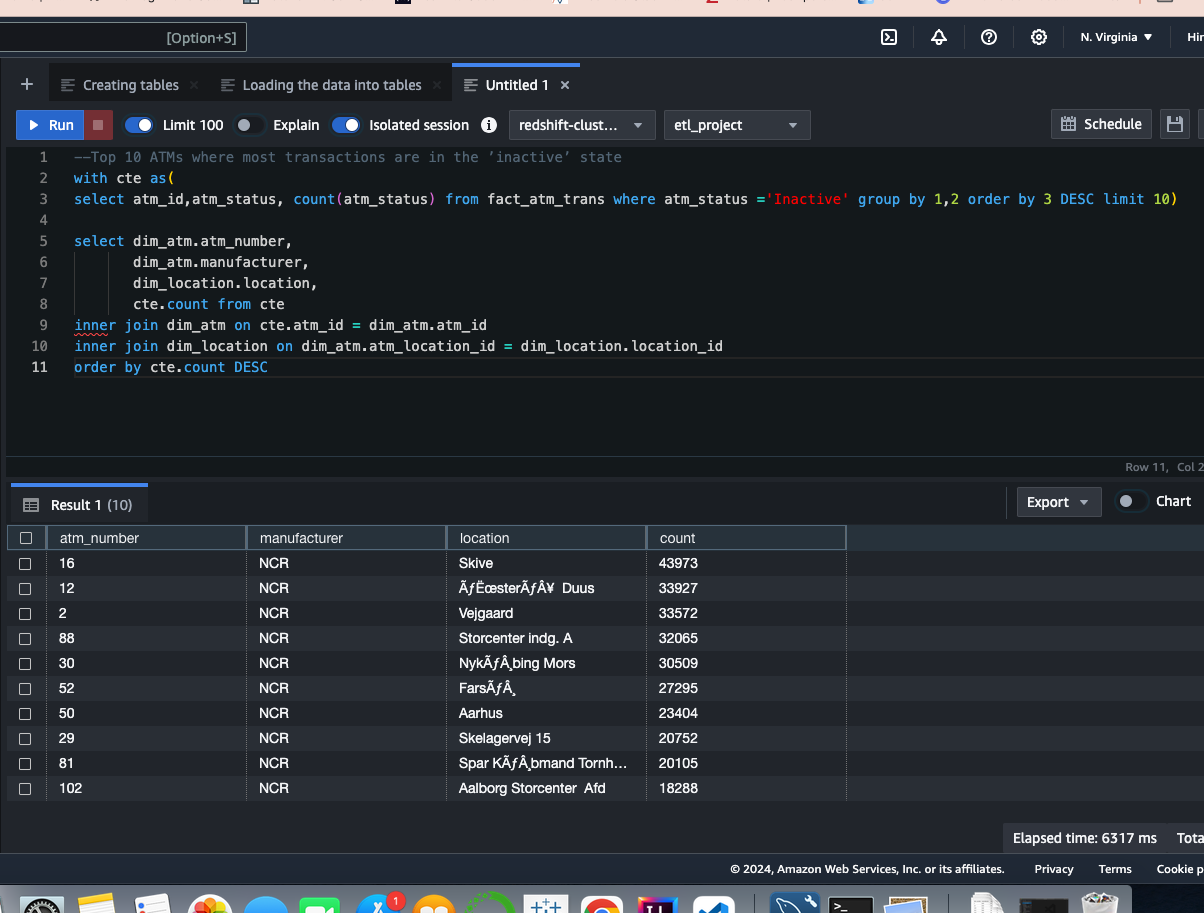 [Option+S]
N. Virginia
Creating tables
Loading the data into tables
Untitled 1
Run
Limit 100
Explain
Isolated session
redshift-clust...
etl_project
Schedule
1 --Top 10 ATMs where most transactions are in the ’inactive’ state
2 with cte as(
3 select atm_id,atm_status, count(atm_status) from fact_atm_trans where atm_status ='Inactive' group by 1,2 order by 3 DESC limit 10)
4
5 select dim_atm.atm_number,
6 dim_atm.manufacturer,
7 dim_location.location,
8 cte.count from cte
9 inner join dim_atm on cte.atm_id = dim_atm.atm_id
10 inner join dim_location on dim_atm.atm_location_id = dim_location.location_id
11 order by cte.count DESC
Row 11, Col 2
Result 1 (10)
Export
Chart
atm_number manufacturer location count
16 NCR Skive 43973
12 NCR ÃƒËœsterÃƒÂ¥ Duus 33927
2 NCR Vejgaard 33572
88 NCR Storcenter indg. A 32065
30 NCR NykÃƒÂ¸bing Mors 30509
52 NCR FarsÃƒÂ¸ 27295
50 NCR Aarhus 23404
29 NCR Skelagervej 15 20752
81 NCR Spar KÃƒÂ¸bmand Tornh... 20105
102 NCR Aalborg Storcenter Afd 18288
Elapsed time: 6317 ms Tota
© 2024, Amazon Web Services, Inc. or its affiliates. Privacy Terms Cookie p
1